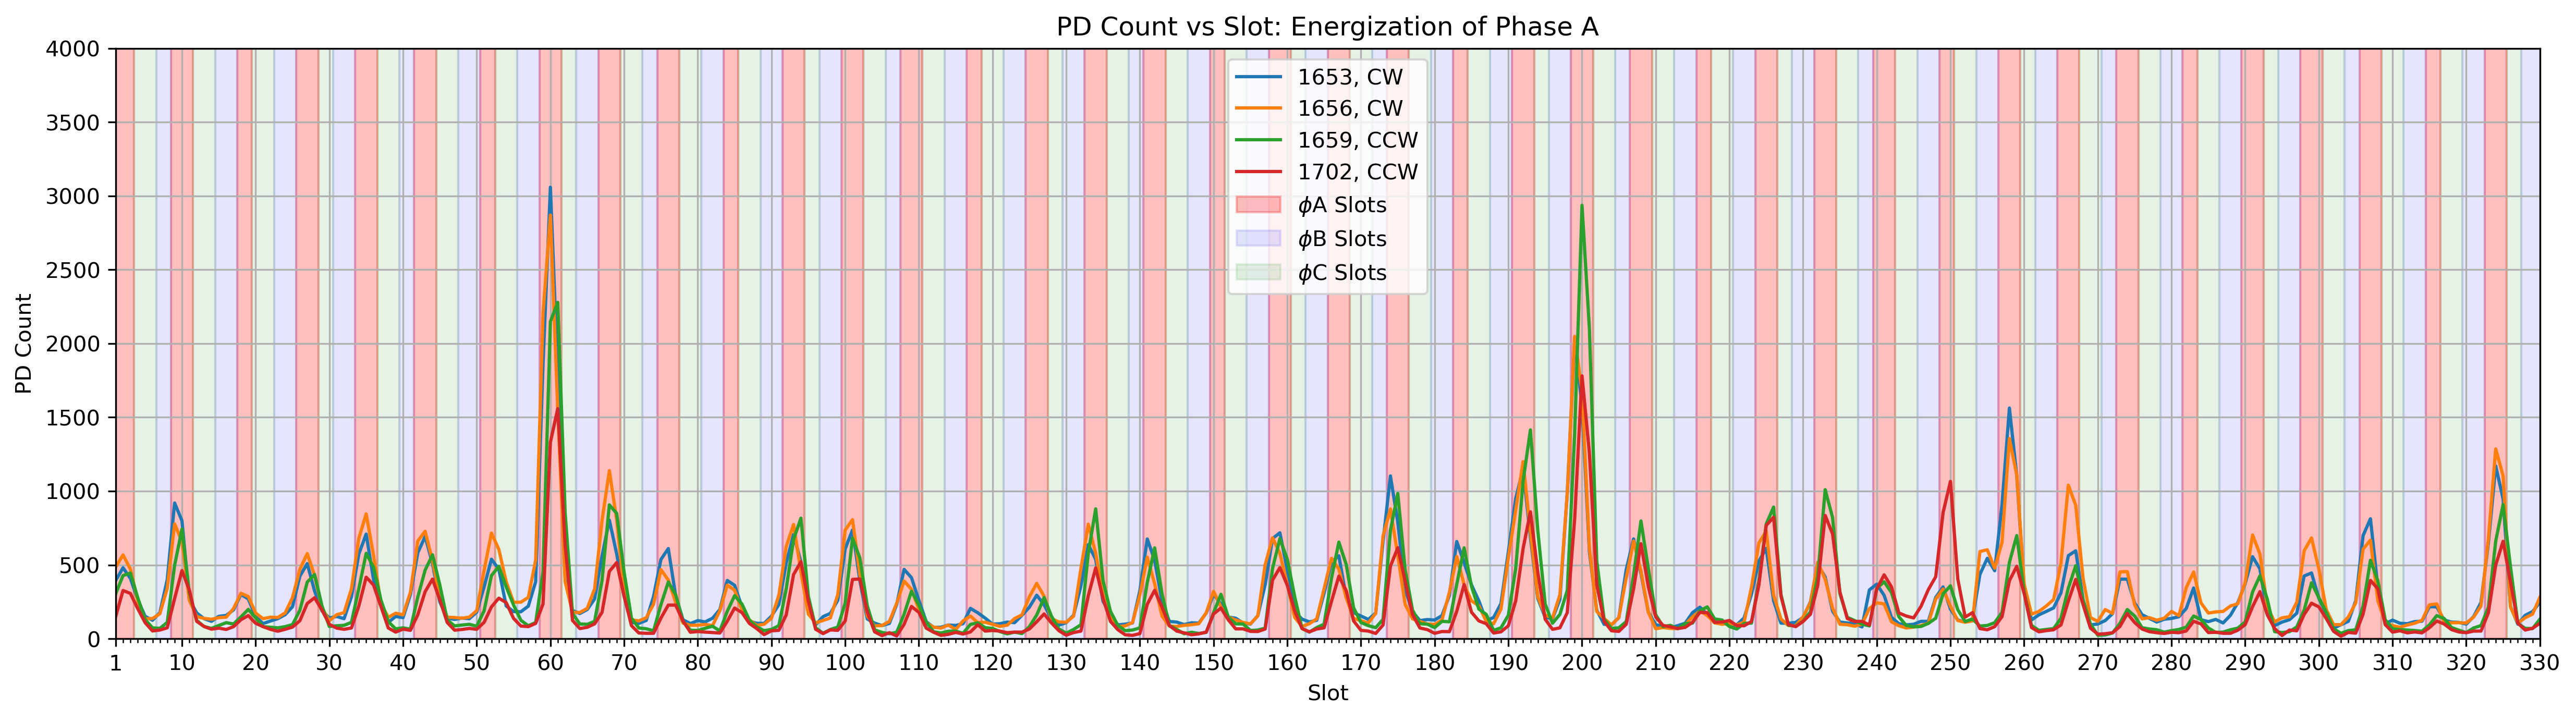 PD Count vs Slot: Energization of Phase A
PD Count
4000
3500
3000
2500
2000
1500
1000
500
0
1653, CW
1656, CW
1659, CCW
1702, CCW
ϕA Slots
ϕB Slots
ϕC Slots
1 10 20 30 40 50 60 70 80 90 100 110 120 130 140 150 160 170 180 190 200 210 220 230 240 250 260 270 280 290 300 310 320 330
Slot